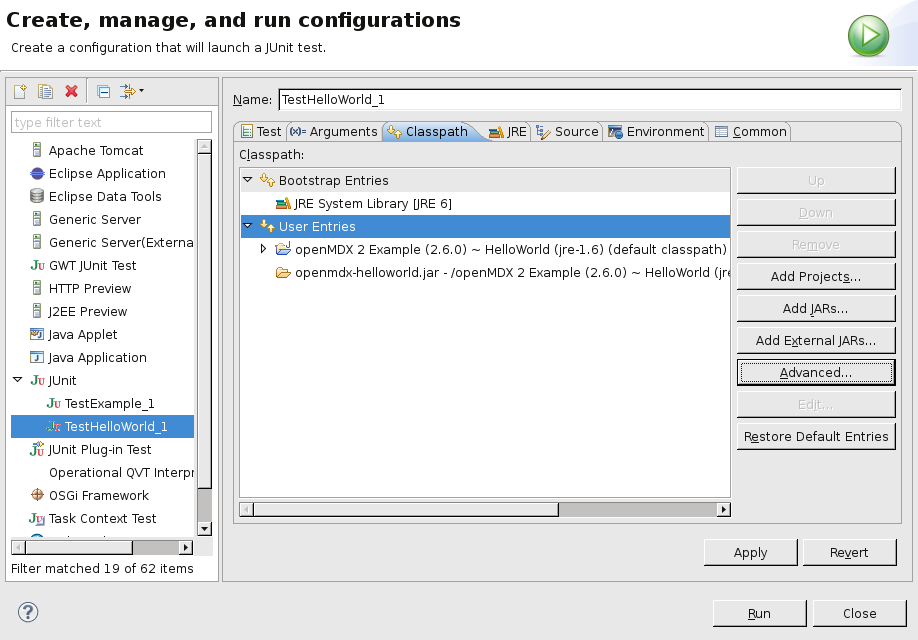 Create, manage, and run configurations
Create a configuration that will launch a JUnit test.
type filter text
Apache Tomcat
Eclipse Application
Eclipse Data Tools
Generic Server
Generic Server(Externa
GWT JUnit Test
HTTP Preview
J2EE Preview
Java Applet
Java Application
JUnit
TestExample_1
TestHelloWorld_1
JUnit Plug-in Test
Operational QVT Interpr
OSGi Framework
Task Context Test
Filter matched 19 of 62 items
Name: TestHelloWorld_1
Test (x)= Arguments Classpath JRE Source Environment Common
Classpath:
Bootstrap Entries
JRE System Library [JRE 6]
User Entries
openMDX 2 Example (2.6.0) ~ HelloWorld (jre-1.6) (default classpath)
openmdx-helloworld.jar - /openMDX 2 Example (2.6.0) ~ HelloWorld (jre
Up
Down
Remove
Add Projects...
Add JARs...
Add External JARs...
Advanced...
Edit...
Restore Default Entries
Apply Revert
Run Close